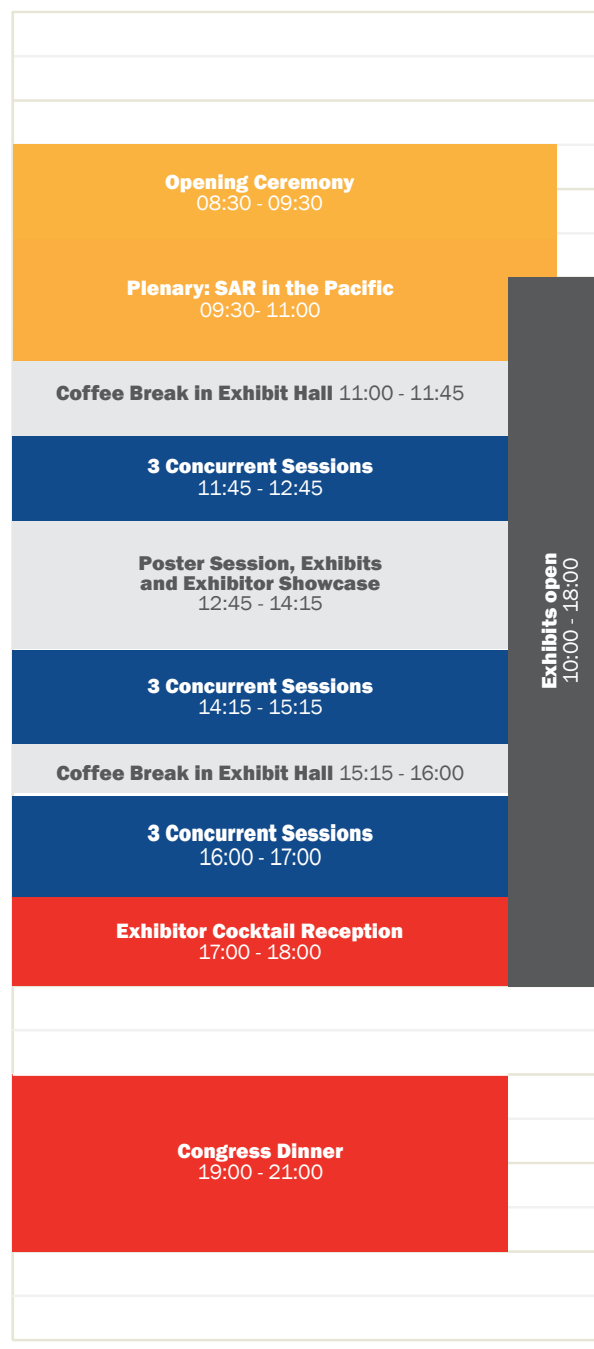 Opening Ceremony
08:30 - 09:30
Plenary: SAR in the Pacific
09:30- 11:00
Coffee Break in Exhibit Hall 11:00 - 11:45
3 Concurrent Sessions
11:45 - 12:45
Poster Session, Exhibits
and Exhibitor Showcase
12:45 - 14:15
3 Concurrent Sessions
14:15 - 15:15
Coffee Break in Exhibit Hall 15:15 - 16:00
3 Concurrent Sessions
16:00 - 17:00
Exhibitor Cocktail Reception
17:00 - 18:00
Congress Dinner
19:00 - 21:00
Exhibits open
10:00 - 18:00